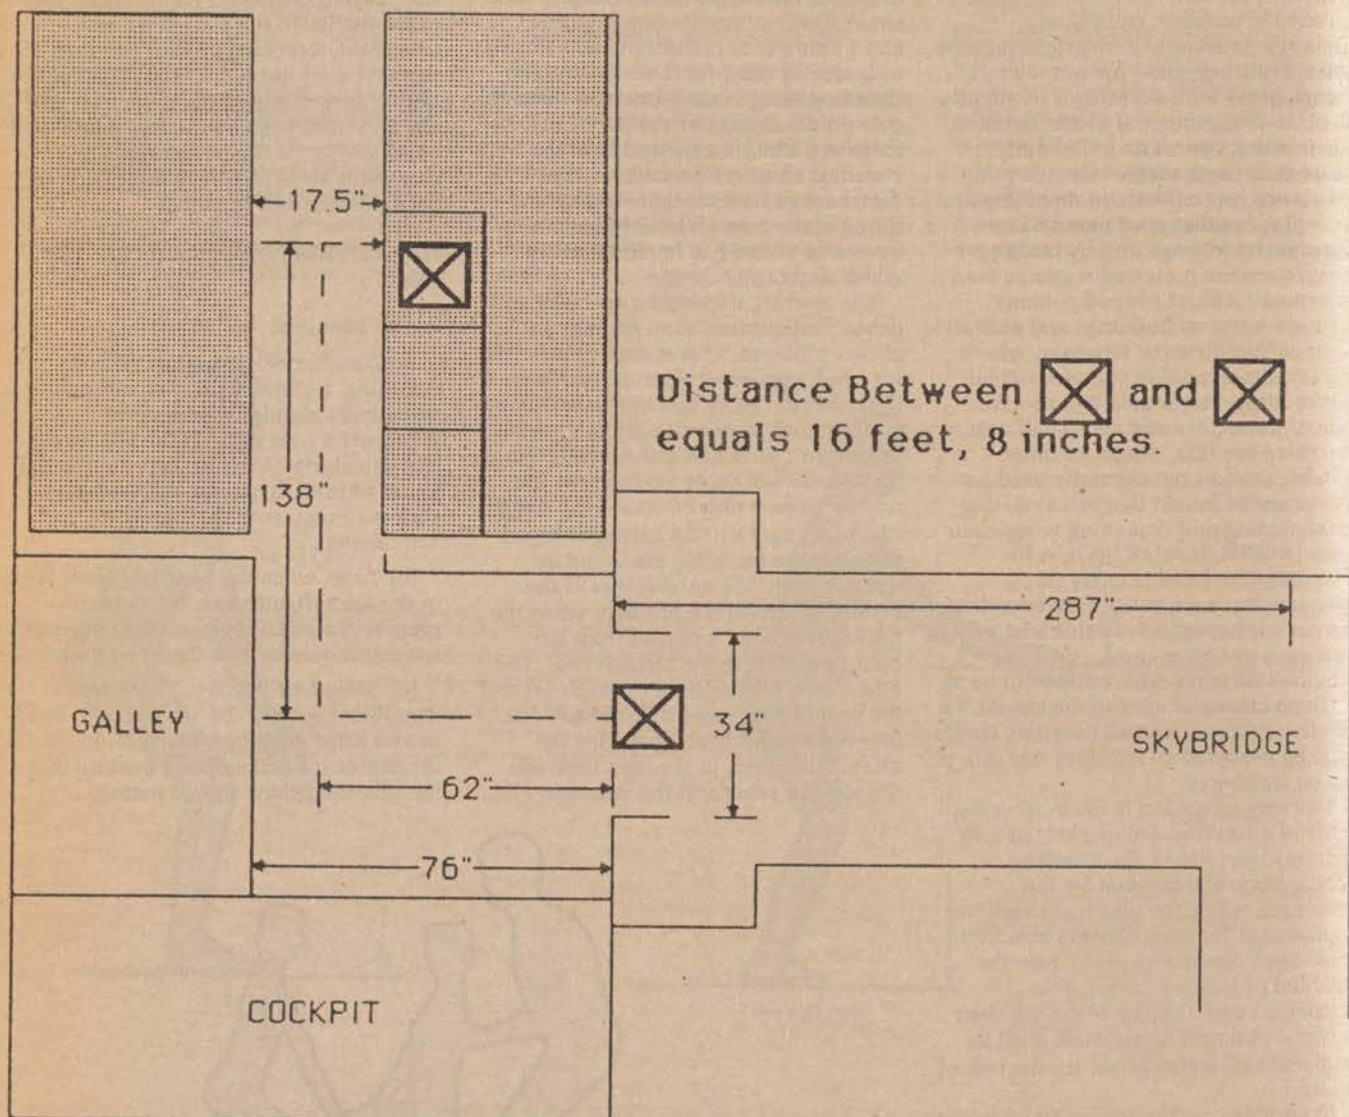 17.5"
138"
Distance Between and
equals 16 feet, 8 inches.
287"
GALLEY
34"
SKYBRIDGE
62"
76"
COCKPIT